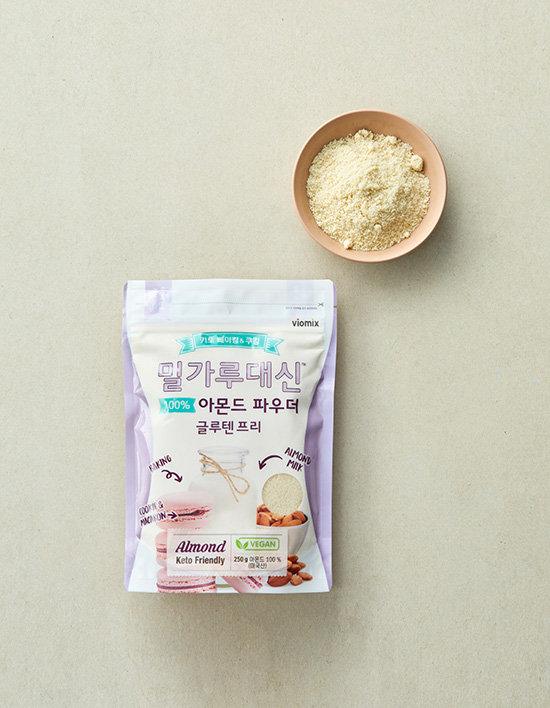 viomix
키토 베이킹 & 쿠킹
밀가루대신™
100% 아몬드 파우더
글루텐 프리
BAKING
ALMOND
MILK
COOKIE &
MACARON
Almond
Keto Friendly
VEGAN
250 g 아몬드 100 %
(미국산)